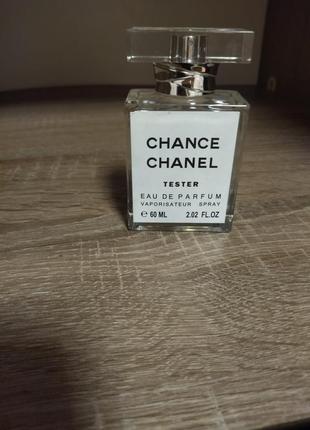 CHANCE
CHANEL
TESTER
EAU DE PARFUM
VAPORISATEUR SPRAY
℮ 60 ML 2.02 FL.OZ